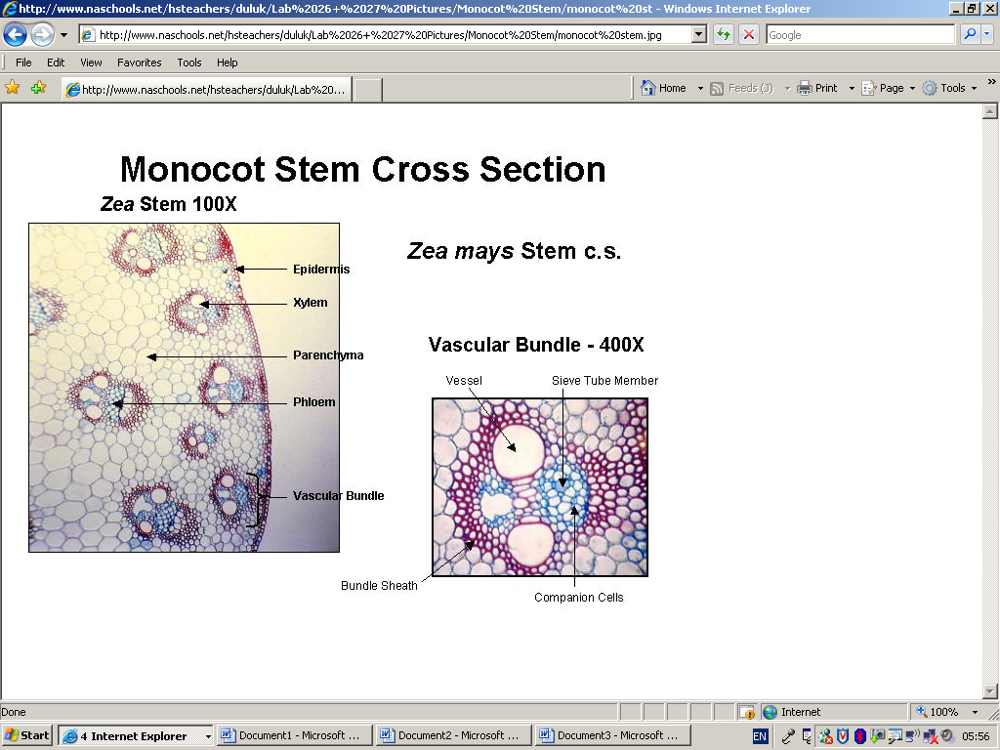 http://www.naschools.net/hsteachers/duluk/Lab%2026+%2027%20Pictures/Monocot%20Stem/monocot%20st - Windows Internet Explorer
http://www.naschools.net/hsteachers/duluk/Lab%2026+%2027%20Pictures/Monocot%20Stem/monocot%20stem.jpg
Google
File Edit View Favorites Tools Help
http://www.naschools.net/hsteachers/duluk/Lab%20...
Home Feeds (J) Print Page Tools
Monocot Stem Cross Section
Zea Stem 100X
Zea mays Stem c.s.
Epidermis
Xylem
Parenchyma
Phloem
Vascular Bundle
Vascular Bundle - 400X
Vessel Sieve Tube Member
Bundle Sheath
Companion Cells
Done Internet 100%
Start 4 Internet Explorer Document1 - Microsoft ... Document2 - Microsoft ... Document3 - Microsoft ... EN 05:56